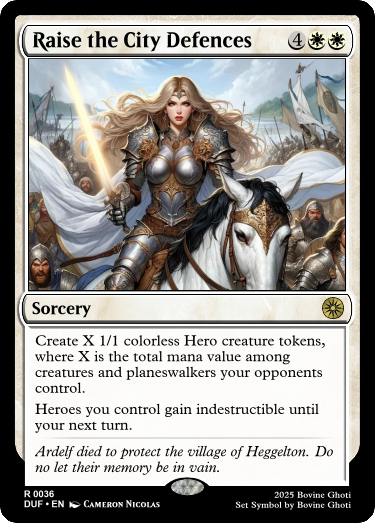 Raise the City Defences 4
Sorcery
Create X 1/1 colorless Hero creature tokens,
where X is the total mana value among
creatures and planeswalkers your opponents
control.
Heroes you control gain indestructible until
your next turn.
Ardelf died to protect the village of Heggelton. Do
no let their memory be in vain.
R 0036
DUF • EN Cameron Nicolas
2025 Bovine Ghoti
Set Symbol by Bovine Ghoti